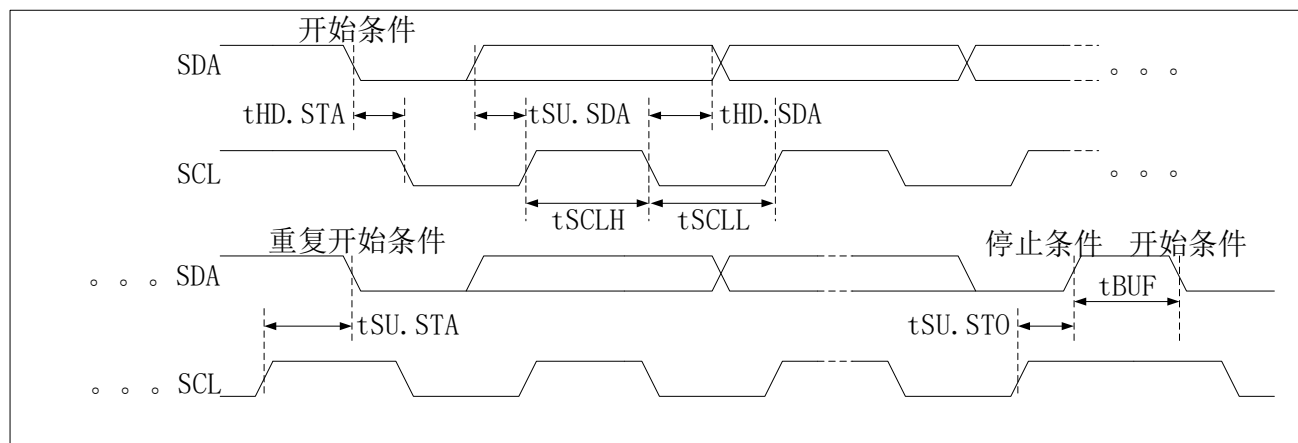 开始条件
SDA
。。。
tHD.STA
tSU.SDA
tHD.SDA
SCL
。。。
tSCLH
tSCLL
重复开始条件
停止条件 开始条件
。。。SDA
tBUF
tSU.STA
tSU.STO
。。。SCL